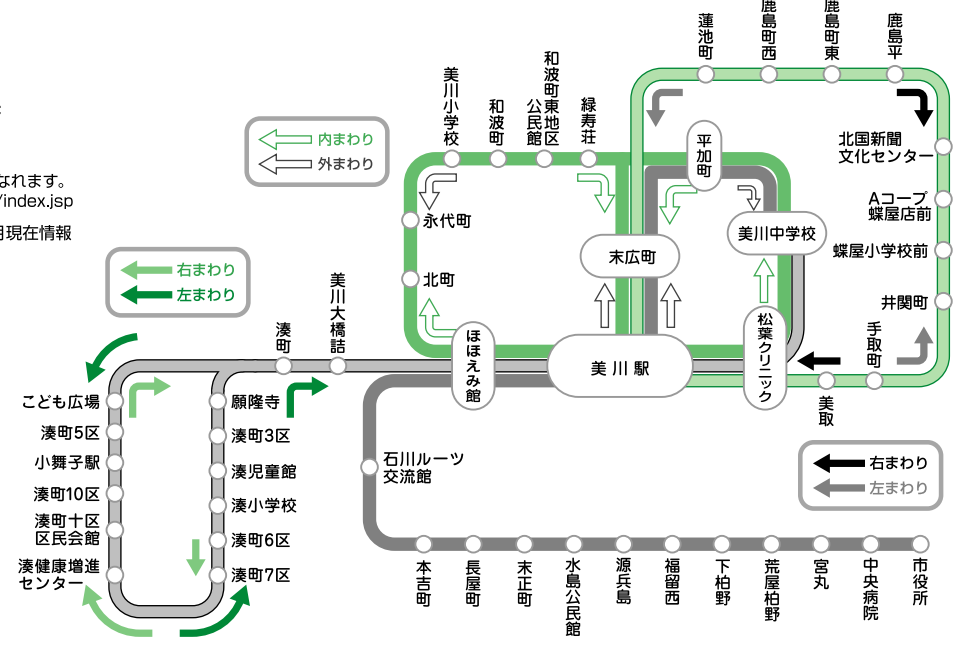 なれます。
/index.jsp
現在情報
内まわり
外まわり
右まわり
左まわり
美川小学校
和波町
和波町東地区
公民館
緑寿荘
蓮池町
鹿島町西
鹿島町東
鹿島平
平加町
北国新聞
文化センター
Aコープ
蝶屋店前
蝶屋小学校前
井関町
手取町
美取
永代町
北町
末広町
美川中学校
松葉クリニック
美川駅
ほほえみ館
美川大橋詰
湊町
こども広場
湊町5区
小舞子駅
湊町10区
湊町十区
区民会館
湊健康増進
センター
願隆寺
湊町3区
湊児童館
湊小学校
湊町6区
湊町7区
石川ルーツ
交流館
右まわり
左まわり
本吉町
長屋町
末正町
水島公民館
源兵島
福留西
下柏野
荒屋柏野
宮丸
中央病院
市役所